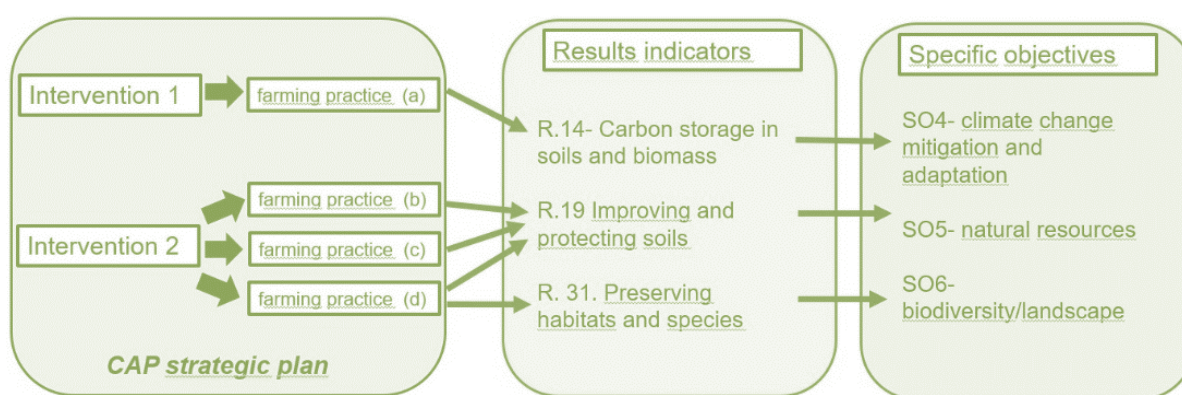 Intervention 1
farming practice (a)
Intervention 2
farming practice (b)
farming practice (c)
farming practice (d)
CAP strategic plan
Results indicators
R.14- Carbon storage in
soils and biomass
R.19 Improving and
protecting soils
R. 31. Preserving
habitats and species
Specific objectives
SO4- climate change
mitigation and
adaptation
SO5- natural resources
SO6-
biodiversity/landscape